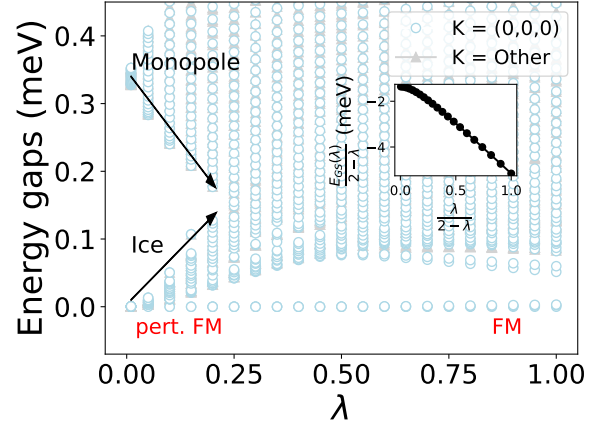 Energy gaps (meV)
0.4
0.3
0.2
0.1
0.0
0.00
0.25
0.50
0.75
1.00
λ
Monopole
Ice
pert. FM
FM
K = (0,0,0)
K = Other
E_GS(λ)/2−λ (meV)
−2
−4
0.0
0.5
1.0
λ/2−λ